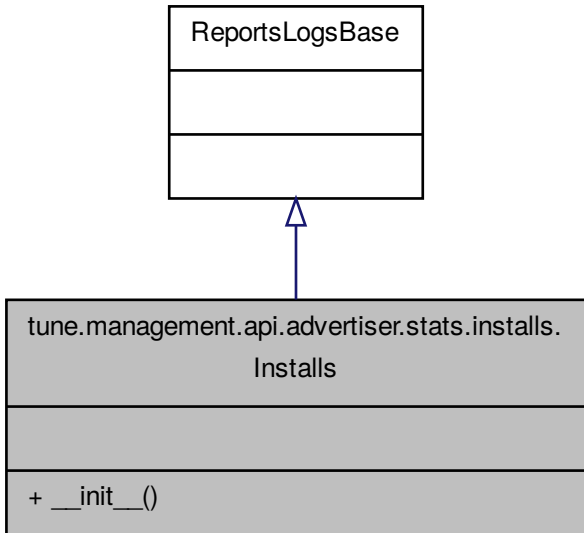 ReportsLogsBase
tune.management.api.advertiser.stats.installs.
Installs
+ __init__()